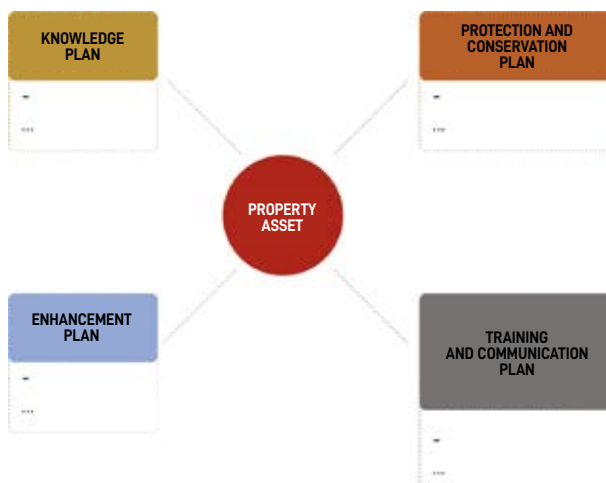 KNOWLEDGE
PLAN
-
...
PROTECTION AND
CONSERVATION
PLAN
-
...
PROPERTY
ASSET
ENHANCEMENT
PLAN
-
...
TRAINING
AND COMMUNICATION
PLAN
-
...